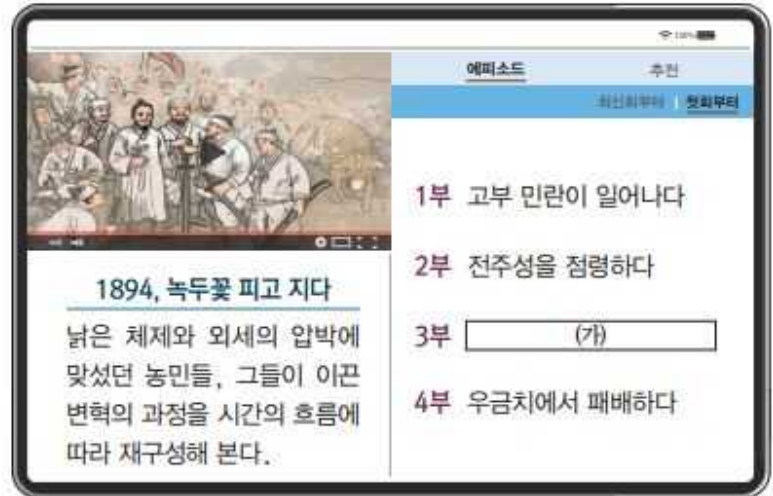 100%
에피소드 추천
최신회부터 | 첫회부터
1894, 녹두꽃 피고 지다
낡은 체제와 외세의 압박에
맞섰던 농민들, 그들이 이끈
변혁의 과정을 시간의 흐름에
따라 재구성해 본다.
1부 고부 민란이 일어나다
2부 전주성을 점령하다
3부 (가)
4부 우금치에서 패배하다